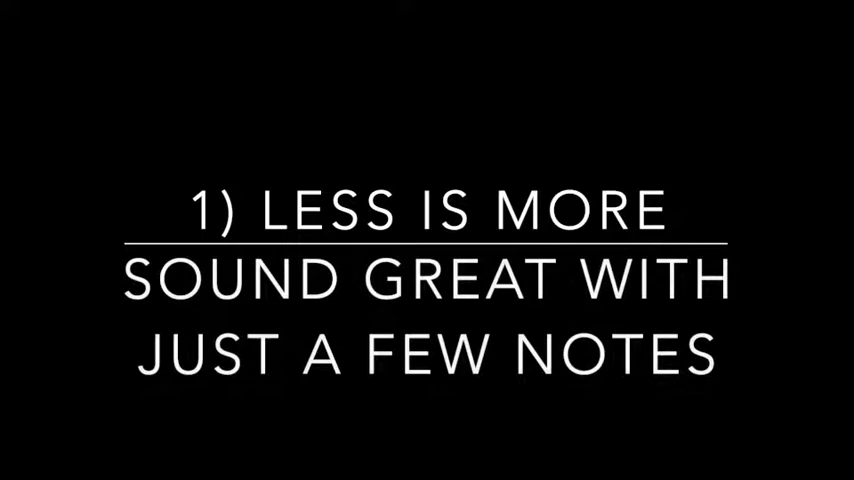 1) LESS IS MORE
SOUND GREAT WITH
JUST A FEW NOTES